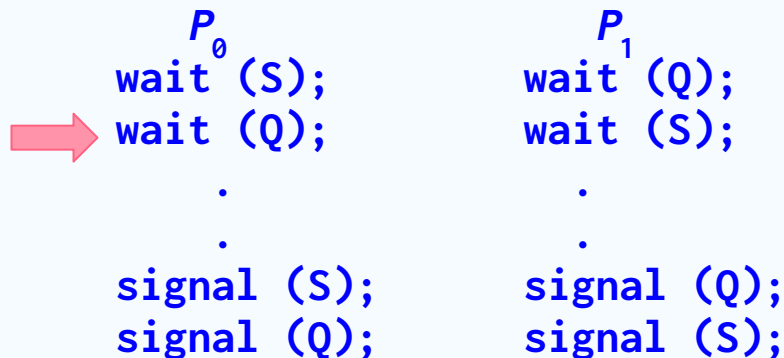 P0 P1
wait (S); wait (Q);
wait (Q); wait (S);
. .
. .
signal (S); signal (Q);
signal (Q); signal (S);